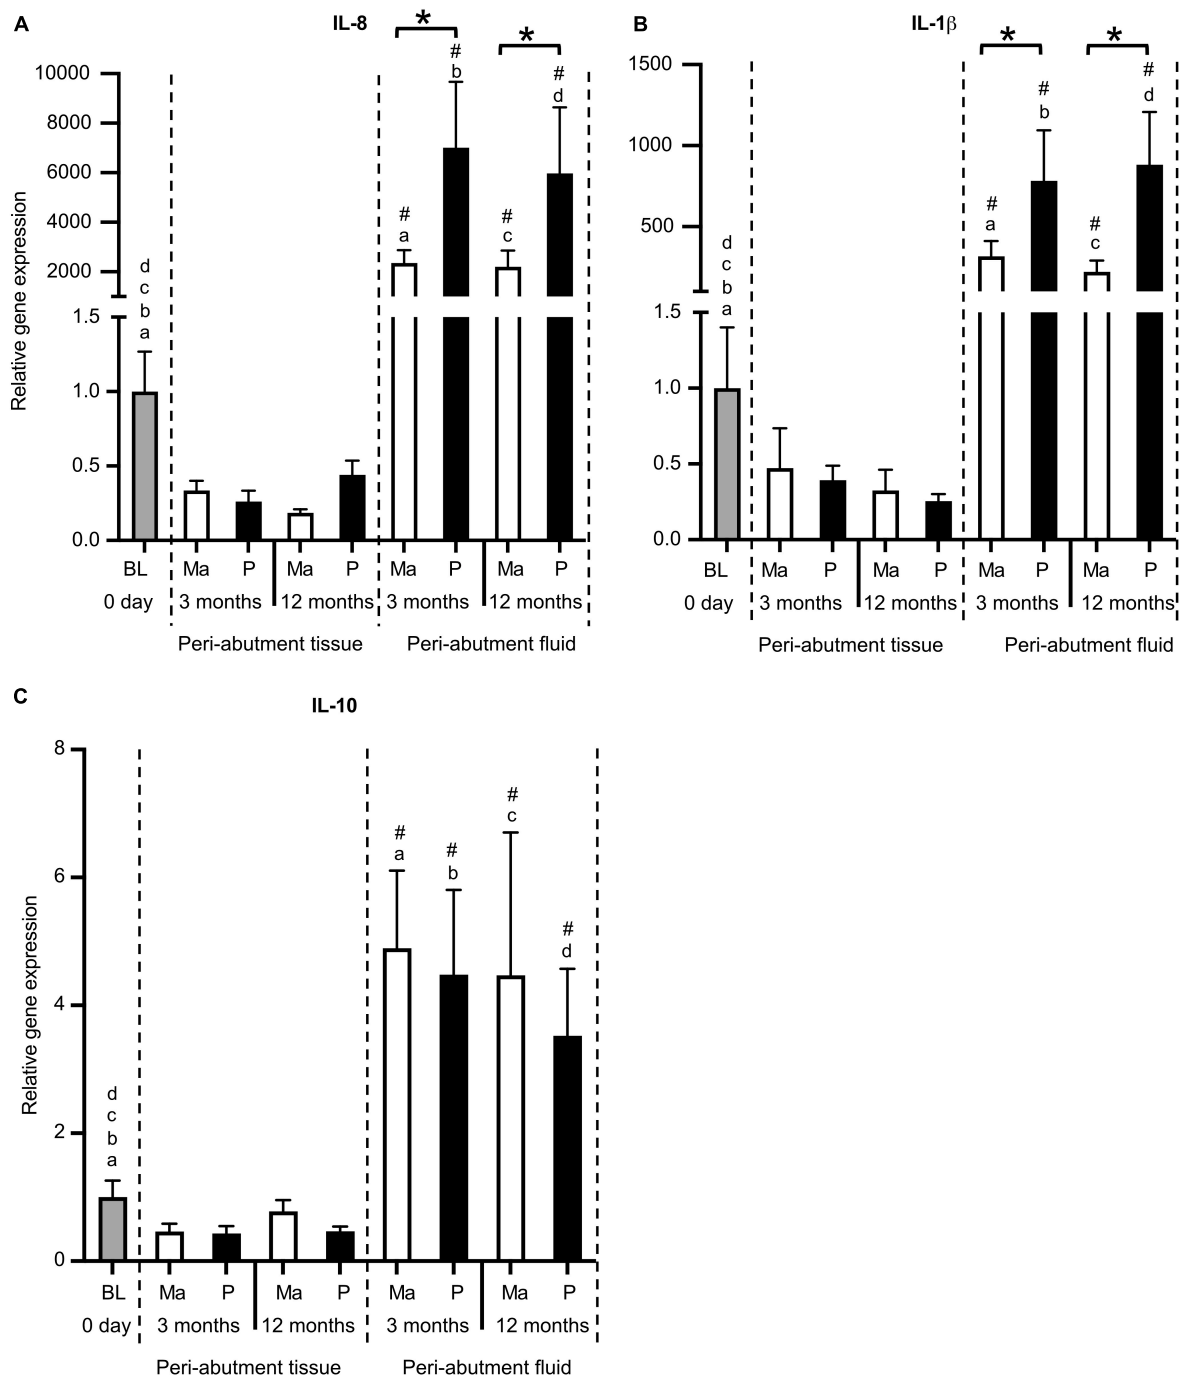 A
IL-8
*
*
#
b
#
d
#
a
#
c
10000
8000
6000
4000
2000
1.5
1.0
0.5
0.0
Relative gene expression
d
c
b
a
BL Ma P Ma P Ma P Ma P
0 day 3 months 12 months 3 months 12 months
Peri-abutment tissue Peri-abutment fluid
B
IL-1β
*
*
#
b
#
d
#
a
#
c
1500
1000
500
1.5
1.0
0.5
0.0
d
c
b
a
BL Ma P Ma P Ma P Ma P
0 day 3 months 12 months 3 months 12 months
Peri-abutment tissue Peri-abutment fluid
C
IL-10
8
6
4
2
0
Relative gene expression
d
c
b
a
#
a
#
b
#
c
#
d
BL Ma P Ma P Ma P Ma P
0 day 3 months 12 months 3 months 12 months
Peri-abutment tissue Peri-abutment fluid